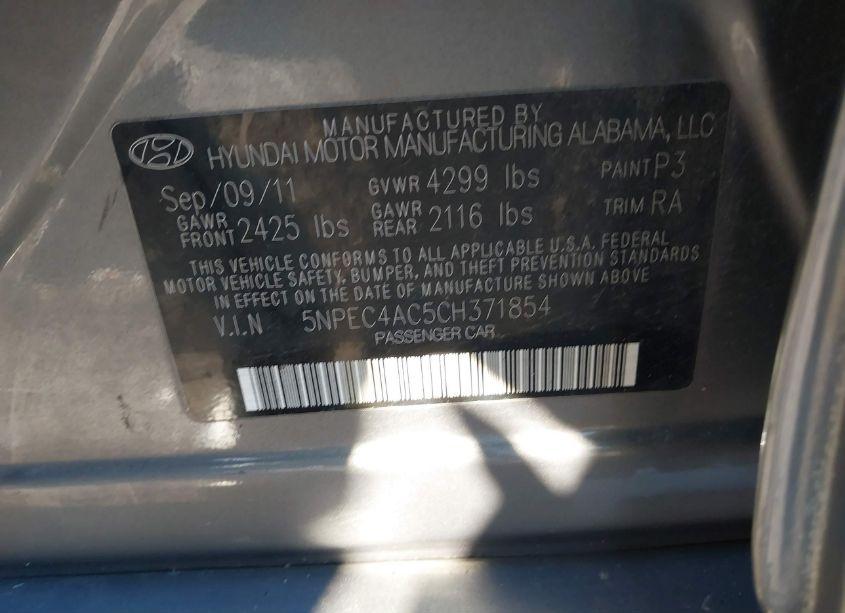 MANUFACTURED BY
HYUNDAI MOTOR MANUFACTURING ALABAMA, LLC
Sep/09/11 GVWR 4299 lbs PAINT P3
GAWR FRONT 2425 lbs GAWR REAR 2116 lbs TRIM RA
THIS VEHICLE CONFORMS TO ALL APPLICABLE U.S.A. FEDERAL
MOTOR VEHICLE SAFETY, BUMPER, AND THEFT PREVENTION STANDARDS
IN EFFECT ON THE DATE OF MANUFACTURE SHOWN ABOVE
V.I.N 5NPEC4AC5CH371854
PASSENGER CAR